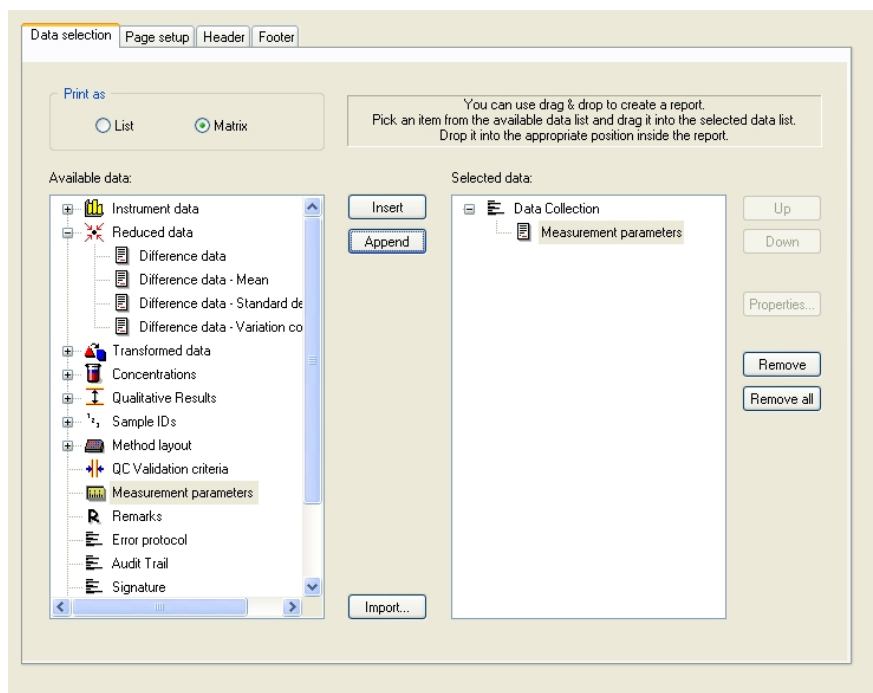 Data selection
Page setup
Header
Footer
Print as
List
Matrix
You can use drag & drop to create a report.
Pick an item from the available data list and drag it into the selected data list.
Drop it into the appropriate position inside the report.
Available data:
Instrument data
Reduced data
Difference data
Difference data - Mean
Difference data - Standard de
Difference data - Variation co
Transformed data
Concentrations
Qualitative Results
Sample IDs
Method layout
QC Validation criteria
Measurement parameters
Remarks
Error protocol
Audit Trail
Signature
Insert
Append
Import...
Selected data:
Data Collection
Measurement parameters
Up
Down
Properties...
Remove
Remove all